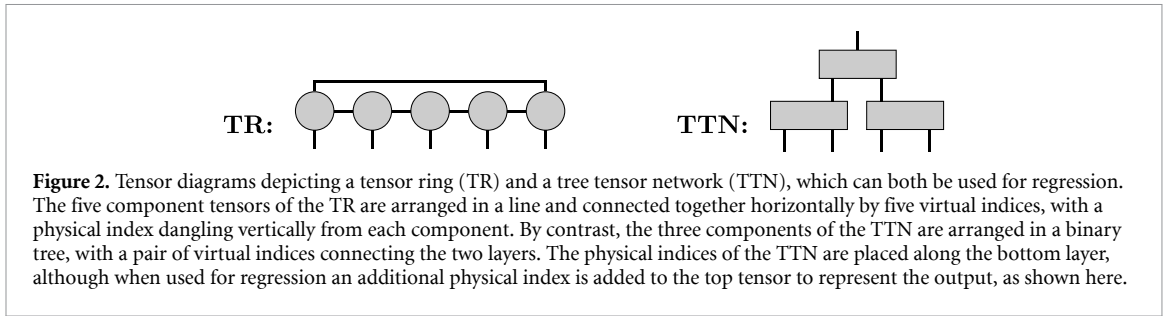 TR:
TTN:
Figure 2. Tensor diagrams depicting a tensor ring (TR) and a tree tensor network (TTN), which can both be used for regression.
The five component tensors of the TR are arranged in a line and connected together horizontally by five virtual indices, with a
physical index dangling vertically from each component. By contrast, the three components of the TTN are arranged in a binary
tree, with a pair of virtual indices connecting the two layers. The physical indices of the TTN are placed along the bottom layer,
although when used for regression an additional physical index is added to the top tensor to represent the output, as shown here.